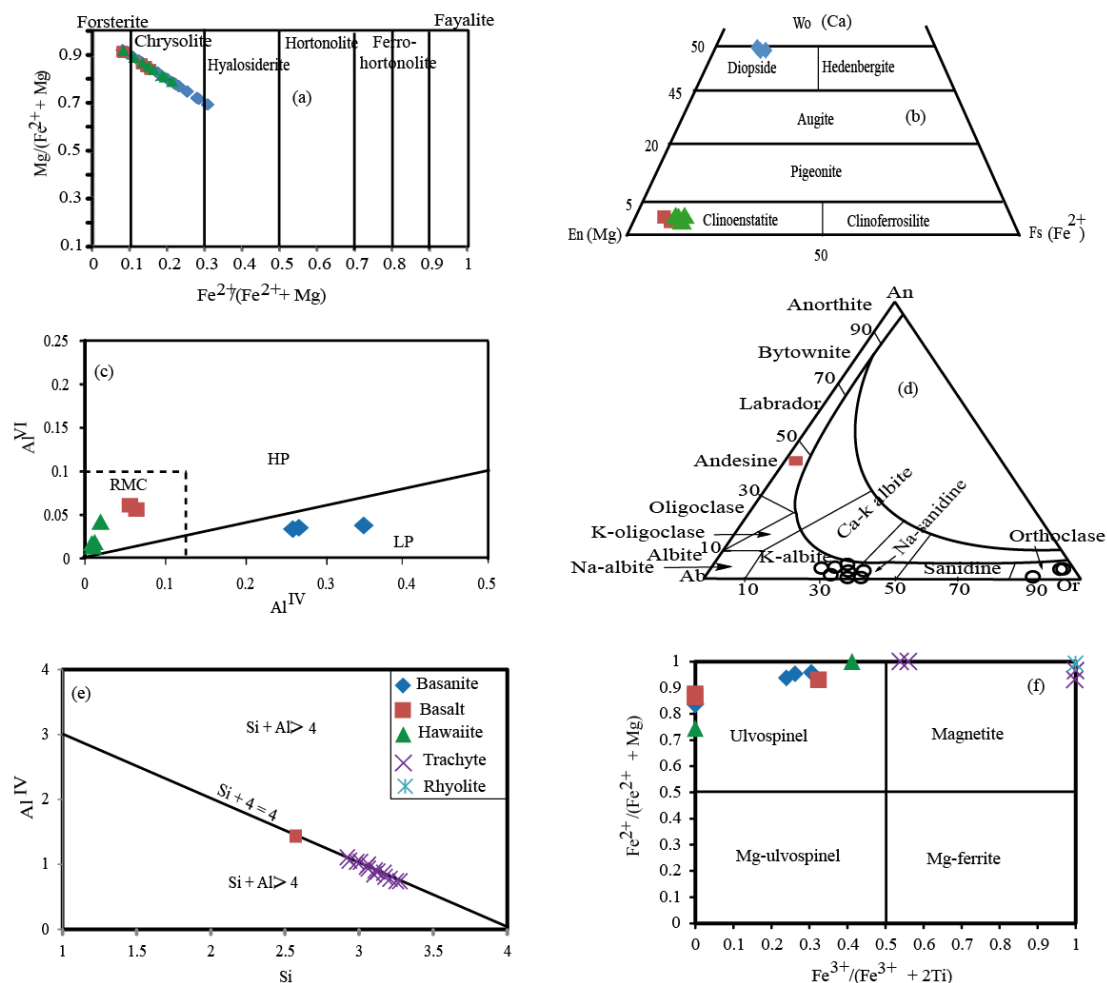 Forsterite
Fayalite
Chrysolite
Hyalosiderite
Hortonolite
Ferro-
hortonolite
(a)
0.9
0.8
0.7
0.6
0.5
0.4
0.3
0.2
0.1
Mg/(Fe2+ + Mg)
0 0.1 0.2 0.3 0.4 0.5 0.6 0.7 0.8 0.9 1
Fe2+/(Fe2+ + Mg)
Wo (Ca)
50
Diopside
Hedenbergite
45
Augite
(b)
20
Pigeonite
5
Clinoenstatite
Clinoferrosilite
En (Mg)
Fs (Fe2+)
50
0.25
(c)
0.2
0.15
0.1
0.05
0
AlVI
HP
RMC
LP
0 0.1 0.2 0.3 0.4 0.5
AlIV
An
Anorthite
90
Bytownite
70
(d)
Labrador
50
Andesine
30
Oligoclase
K-oligoclase
Ca-k albite
Na-sanidine
Orthoclase
Albite
10
K-albite
Na-albite
Sanidine
Ab
Or
10 30 50 70 90
4
(e)
3
2
1
0
AlIV
Si + Al> 4
Si + 4 = 4
Si + Al> 4
Basanite
Basalt
Hawaiite
Trachyte
Rhyolite
1 1.5 2 2.5 3 3.5 4
Si
1
0.9
0.8
0.7
0.6
0.5
0.4
0.3
0.2
0.1
0
Fe2+/(Fe2+ + Mg)
(f)
Ulvospinel
Magnetite
Mg-ulvospinel
Mg-ferrite
0 0.1 0.2 0.3 0.4 0.5 0.6 0.7 0.8 0.9 1
Fe3+/(Fe3+ + 2Ti)